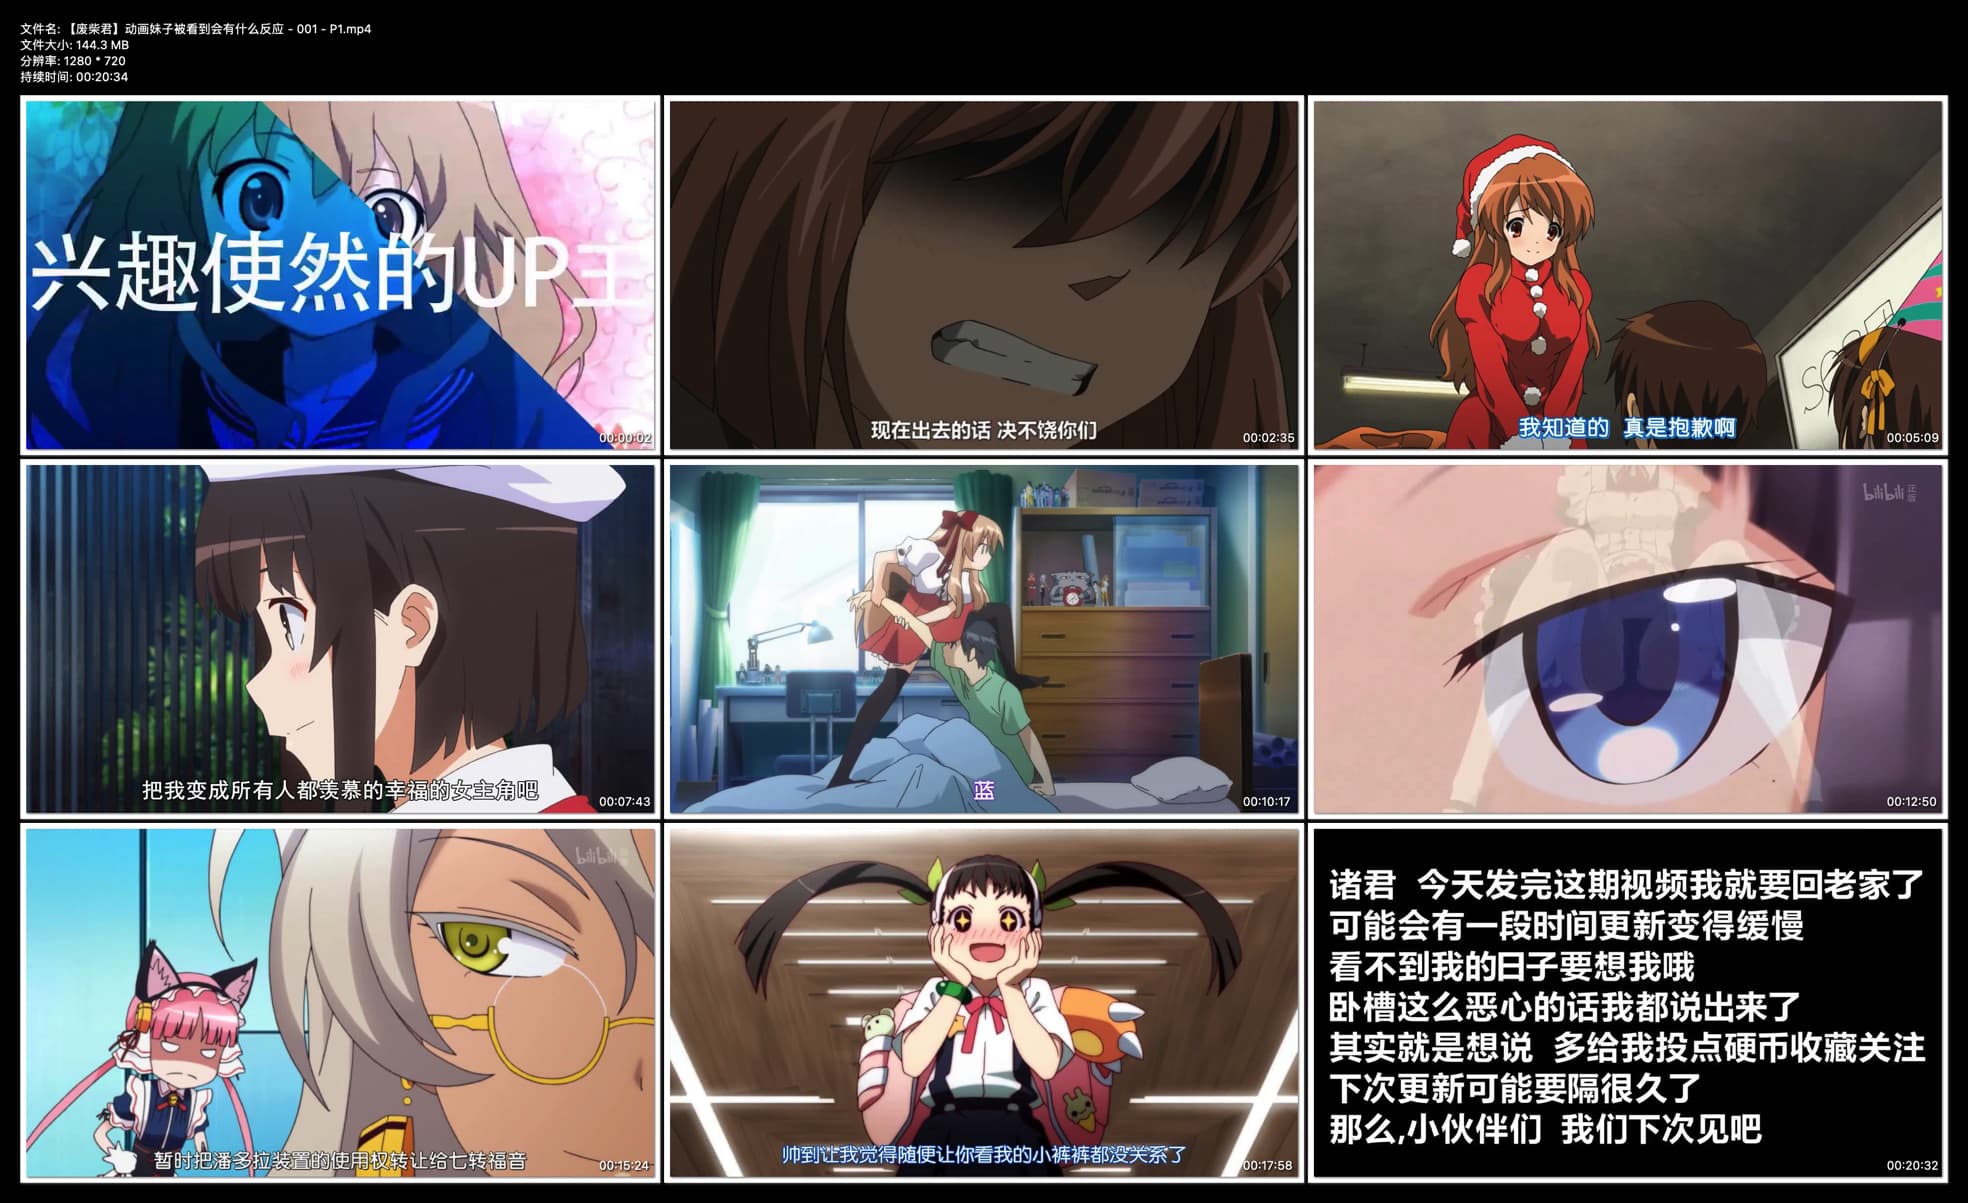 文件名: 【废柴君】动画妹子被看到会有什么反应 - 001 - P1.mp4
文件大小: 144.3 MB
分辨率: 1280 * 720
持续时间: 00:20:34
兴趣使然的UP主
00:00:02
现在出去的话 决不饶你们
00:02:35
我知道的 真是抱歉啊
00:05:09
把我变成所有人都羡慕的幸福的女主角吧
00:07:43
蓝
00:10:17
bilibili 正版
00:12:50
bilibili
暂时把潘多拉装置的使用权转让给七转福音
00:15:24
帅到让我觉得随便让你看我的小裤裤都没关系了
00:17:58
诸君 今天发完这期视频我就要回老家了
可能会有一段时间更新变得缓慢
看不到我的日子要想我哦
卧槽这么恶心的话我都说出来了
其实就是想说 多给我投点硬币收藏关注
下次更新可能要隔很久了
那么,小伙伴们 我们下次见吧
00:20:32